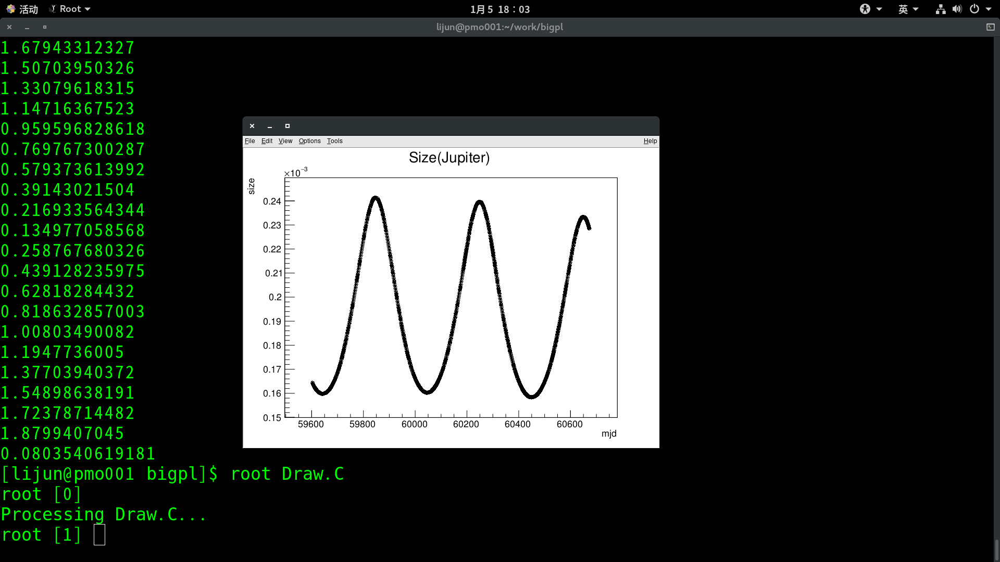 活动 Root 1月5 18：03 英
lijun@pmo001:~/work/bigpl
1.67943312327
1.50703950326
1.33079618315
1.14716367523
0.959596828618
0.769767300287
0.579373613992
0.39143021504
0.216933564344
0.134977058568
0.258767680326
0.439128235975
0.62818284432
0.818632857003
1.00803490082
1.1947736005
1.37703940372
1.54898638191
1.72378714482
1.8799407045
0.0803540619181
[lijun@pmo001 bigpl]$ root Draw.C
root [0]
Processing Draw.C...
root [1]
File Edit View Options Tools Help
Size(Jupiter)
×10⁻³
size
0.24
0.23
0.22
0.21
0.2
0.19
0.18
0.17
0.16
0.15
59600 59800 60000 60200 60400 60600
mjd